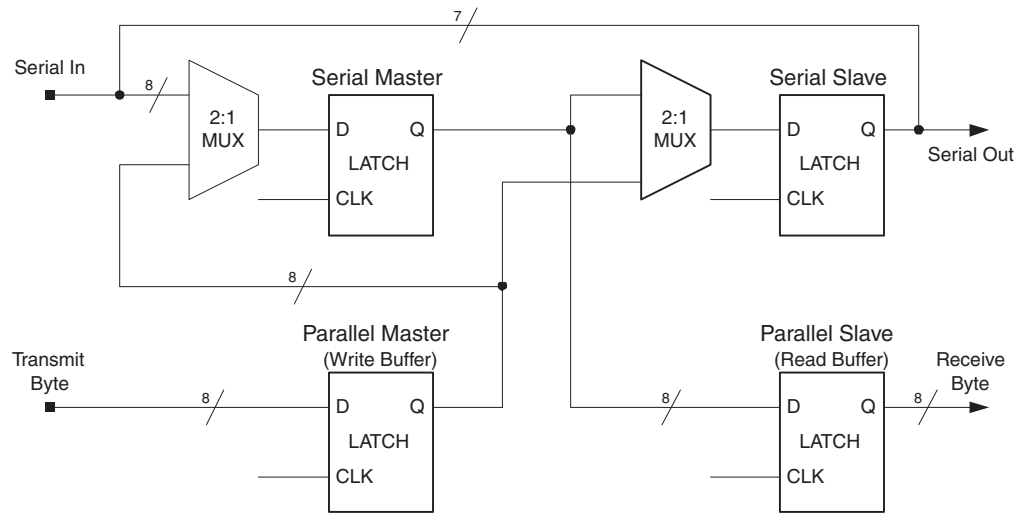 7
Serial In
8
2:1
MUX
Serial Master
D Q
LATCH
CLK
2:1
MUX
Serial Slave
D Q
LATCH
CLK
Serial Out
8
Transmit
Byte
8
Parallel Master
(Write Buffer)
D Q
LATCH
CLK
8
Parallel Slave
(Read Buffer)
D Q
LATCH
CLK
8
Receive
Byte